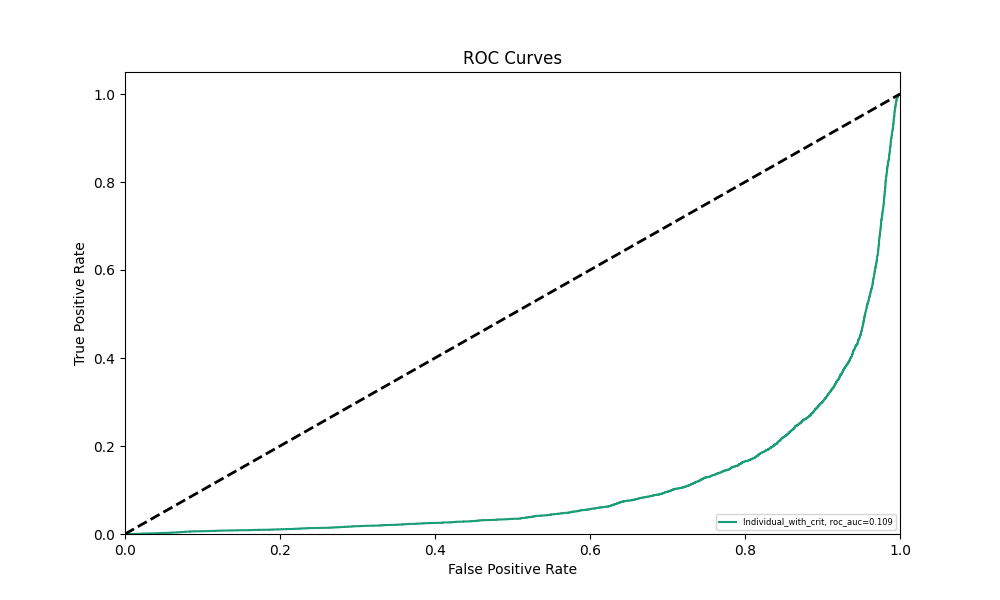 ROC Curves
True Positive Rate
1.0
0.8
0.6
0.4
0.2
0.0
Individual_with_crit, roc_auc=0.109
0.0 0.2 0.4 0.6 0.8 1.0
False Positive Rate